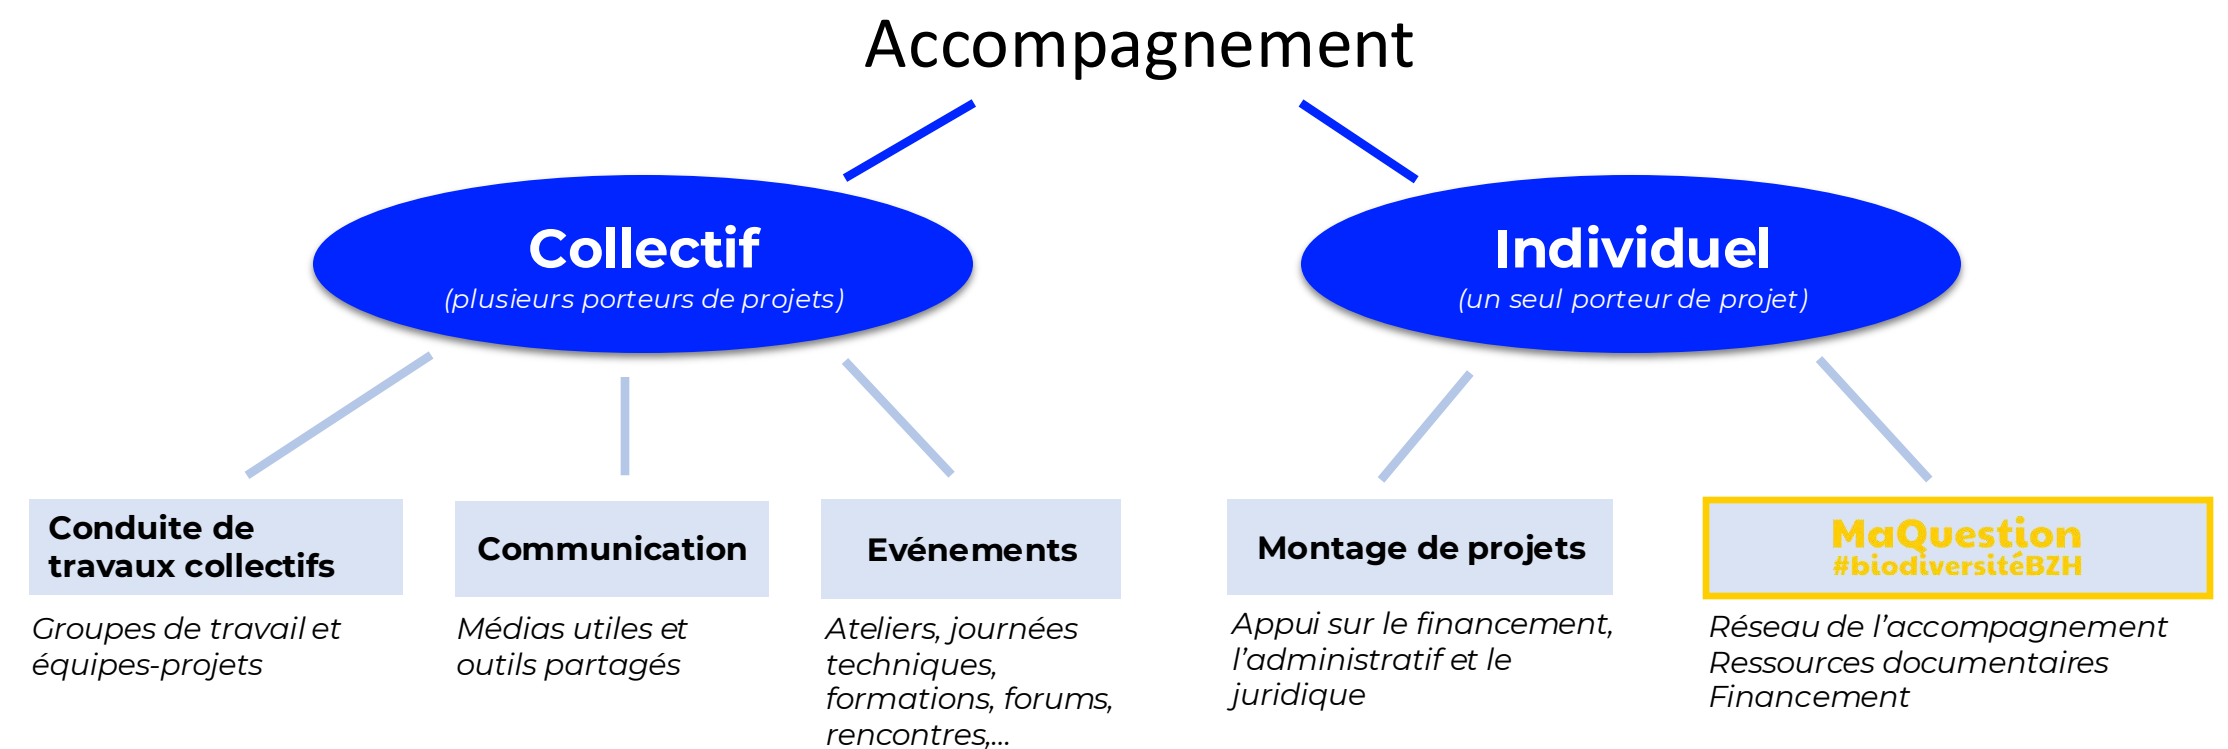 Accompagnement
Collectif
(plusieurs porteurs de projets)
Individuel
(un seul porteur de projet)
Conduite de
travaux collectifs
Groupes de travail et
équipes-projets
Communication
Médias utiles et
outils partagés
Evénements
Ateliers, journées
techniques,
formations, forums,
rencontres,...
Montage de projets
Appui sur le financement,
l’administratif et le
juridique
MaQuestion
#biodiversitéBZH
Réseau de l’accompagnement
Ressources documentaires
Financement